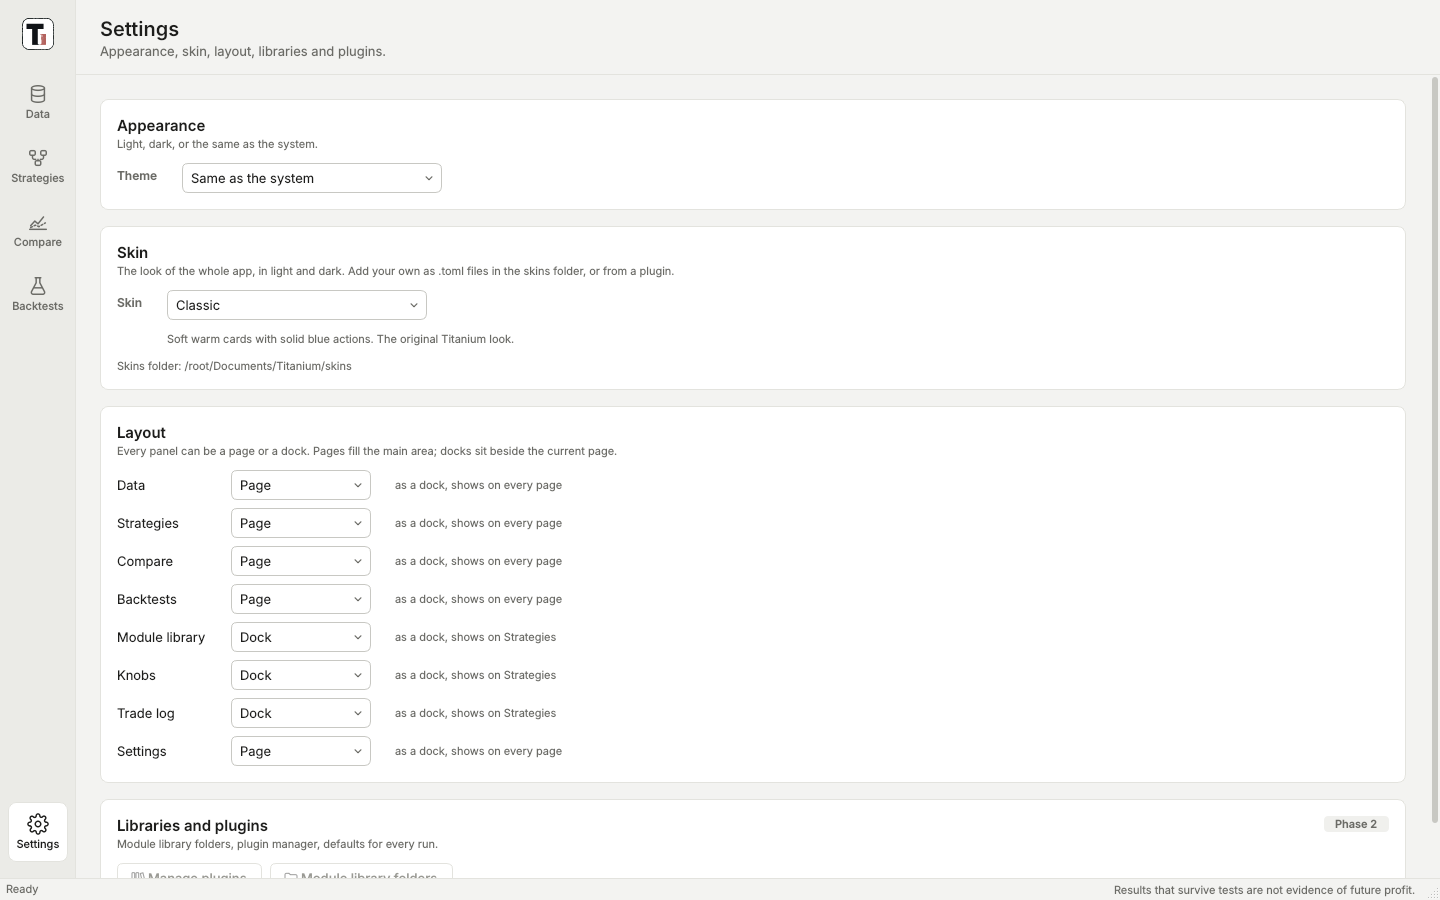 Ti
Settings
Appearance, skin, layout, libraries and plugins.
Data
Strategies
Compare
Backtests
Settings
Appearance
Light, dark, or the same as the system.
Theme Same as the system
Skin
The look of the whole app, in light and dark. Add your own as .toml files in the skins folder, or from a plugin.
Skin Classic
Soft warm cards with solid blue actions. The original Titanium look.
Skins folder: /root/Documents/Titanium/skins
Layout
Every panel can be a page or a dock. Pages fill the main area; docks sit beside the current page.
Data Page as a dock, shows on every page
Strategies Page as a dock, shows on every page
Compare Page as a dock, shows on every page
Backtests Page as a dock, shows on every page
Module library Dock as a dock, shows on Strategies
Knobs Dock as a dock, shows on Strategies
Trade log Dock as a dock, shows on Strategies
Settings Page as a dock, shows on every page
Libraries and plugins Phase 2
Module library folders, plugin manager, defaults for every run.
Manage plugins Module library folders
Ready Results that survive tests are not evidence of future profit.